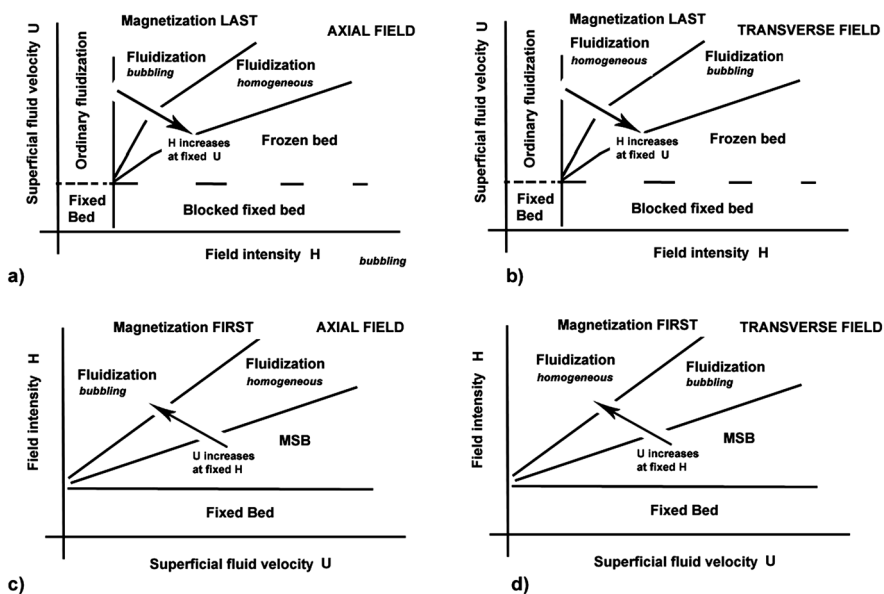 Magnetization LAST
AXIAL FIELD
Superficial fluid velocity U
Ordinary fluidization
Fluidization
bubbling
Fluidization
homogeneous
H increases
at fixed U
Frozen bed
Fixed
Bed
Blocked fixed bed
Field intensity H
bubbling
a)
Magnetization LAST
TRANSVERSE FIELD
Superficial fluid velocity U
Ordinary fluidization
Fluidization
homogeneous
Fluidization
bubbling
H increases
at fixed U
Frozen bed
Fixed
Bed
Blocked fixed bed
Field intensity H
b)
Magnetization FIRST
AXIAL FIELD
Field intensity H
Fluidization
bubbling
Fluidization
homogeneous
MSB
U increases
at fixed H
Fixed Bed
Superficial fluid velocity U
c)
Magnetization FIRST
TRANSVERSE FIELD
Field intensity H
Fluidization
homogeneous
Fluidization
bubbling
MSB
U increases
at fixed H
Fixed Bed
Superficial fluid velocity U
d)